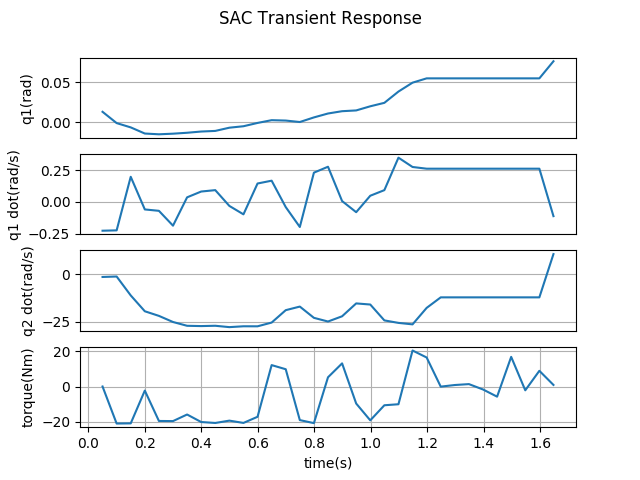 SAC Transient Response
q1(rad)
0.05
0.00
q1 dot(rad/s)
0.25
0.00
−0.25
q2 dot(rad/s)
0
−25
torque(Nm)
20
0
−20
0.0 0.2 0.4 0.6 0.8 1.0 1.2 1.4 1.6
time(s)